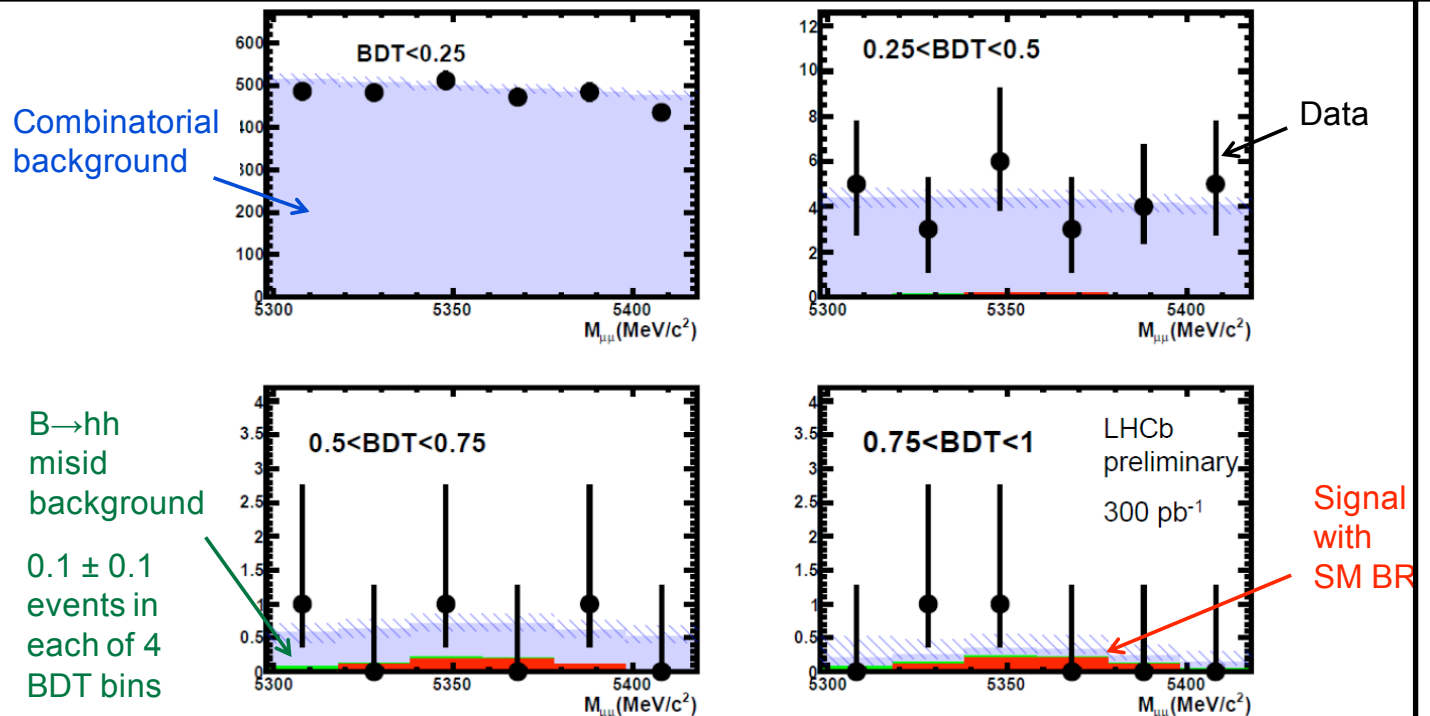 BDT<0.25
600
500
400
300
200
100
0
5300
5350
5400
Mμμ(MeV/c²)
Combinatorial
background
0.25<BDT<0.5
12
10
8
6
4
2
0
5300
5350
5400
Mμμ(MeV/c²)
Data
0.5<BDT<0.75
4
3.5
3
2.5
2
1.5
1
0.5
0
5300
5350
5400
Mμμ(MeV/c²)
B→hh
misid
background
0.1 ± 0.1
events in
each of 4
BDT bins
0.75<BDT<1
LHCb
preliminary
300 pb⁻¹
4
3.5
3
2.5
2
1.5
1
0.5
0
5300
5350
5400
Mμμ(MeV/c²)
Signal
with
SM BR